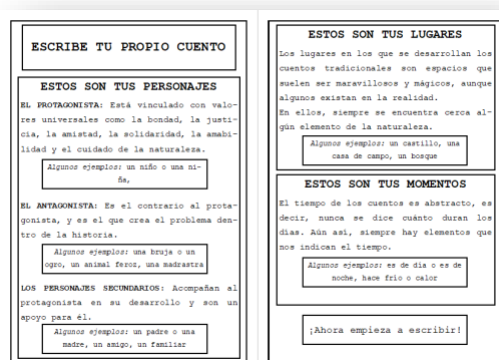 ESCRIBE TU PROPIO CUENTO
ESTOS SON TUS PERSONAJES
EL PROTAGONISTA: Está vinculado con valo-
res universales como la bondad, la justi-
cia, la amistad, la solidaridad, la amabi-
lidad y el cuidado de la naturaleza.
Algunos ejemplos: un niño o una ni-
ña,
EL ANTAGONISTA: Es el contrario al prota-
gonista, y es el que crea el problema den-
tro de la historia.
Algunos ejemplos: una bruja o un
ogro, un animal feroz, una madrastra
LOS PERSONAJES SECUNDARIOS: Acompañan al
protagonista en su desarrollo y son un
apoyo para él.
Algunos ejemplos: un padre o una
madre, un amigo, un familiar
ESTOS SON TUS LUGARES
Los lugares en los que se desarrollan los
cuentos tradicionales son espacios que
suelen ser maravillosos y mágicos, aunque
algunos existan en la realidad.
En ellos, siempre se encuentra cerca al-
gún elemento de la naturaleza.
Algunos ejemplos: un castillo, una
casa de campo, un bosque
ESTOS SON TUS MOMENTOS
El tiempo de los cuentos es abstracto, es
decir, nunca se dice cuánto duran los
días. Aún así, siempre hay elementos que
nos indican el tiempo.
Algunos ejemplos: es de día o es de
noche, hace frío o calor
¡Ahora empieza a escribir!